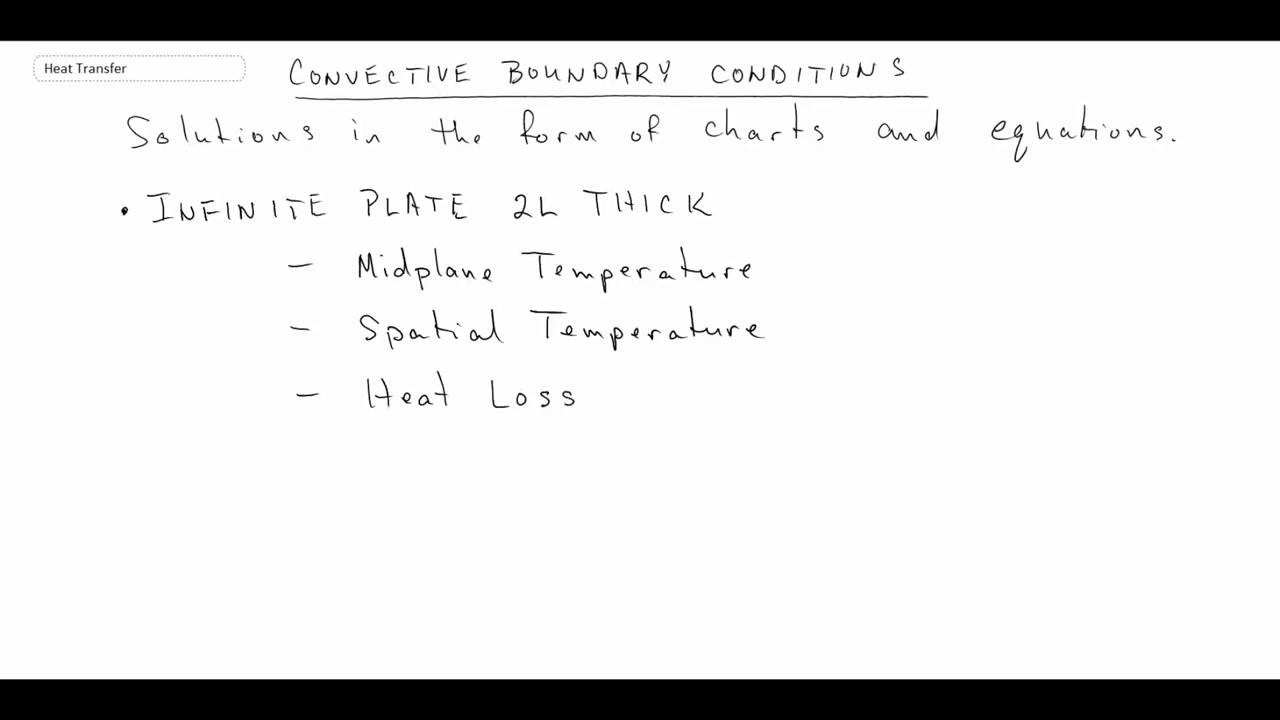 Heat Transfer
CONVECTIVE BOUNDARY CONDITIONS
Solutions in the form of charts and equations.
• INFINITE PLATE 2L THICK
– Midplane Temperature
– Spatial Temperature
– Heat Loss